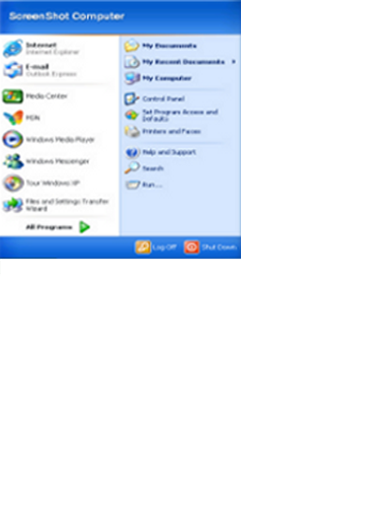 ScreenShot Computer
Internet
Internet Explorer
E-mail
Outlook Express
Media Center
MSN
Windows Media Player
Windows Messenger
Tour Windows XP
Files and Settings Transfer
Wizard
All Programs
My Documents
My Recent Documents
My Computer
Control Panel
Set Program Access and
Defaults
Printers and Faxes
Help and Support
Search
Run...
Log Off
Shut Down